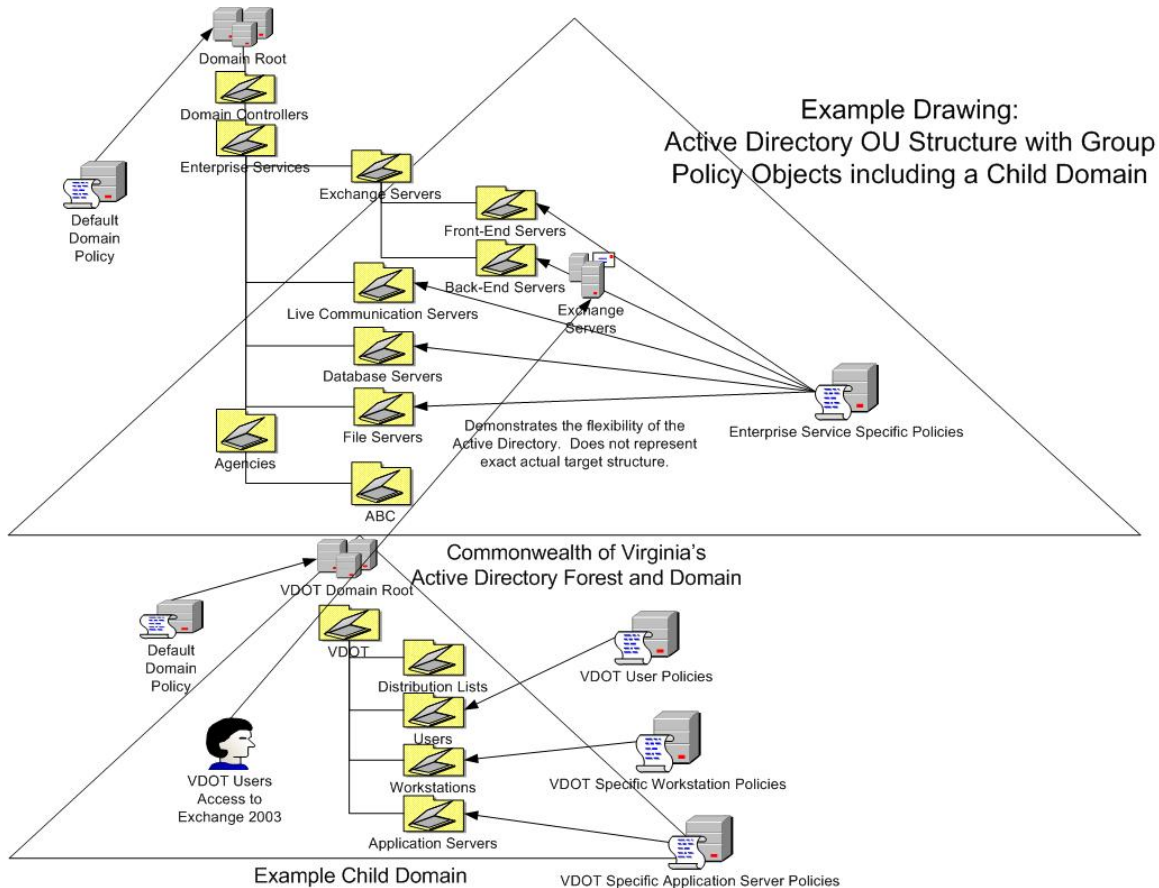 Domain Root
Domain Controllers
Enterprise Services
Default
Domain
Policy
Exchange Servers
Front-End Servers
Back-End Servers
Exchange
Servers
Live Communication Servers
Database Servers
File Servers
Agencies
ABC
Example Drawing:
Active Directory OU Structure with Group
Policy Objects including a Child Domain
Enterprise Service Specific Policies
Demonstrates the flexibility of the
Active Directory.  Does not represent
exact actual target structure.
Commonwealth of Virginia's
Active Directory Forest and Domain
VDOT Domain Root
Default
Domain
Policy
VDOT
Distribution Lists
Users
Workstations
Application Servers
VDOT User Policies
VDOT Specific Workstation Policies
VDOT Specific Application Server Policies
VDOT Users
Access to
Exchange 2003
Example Child Domain